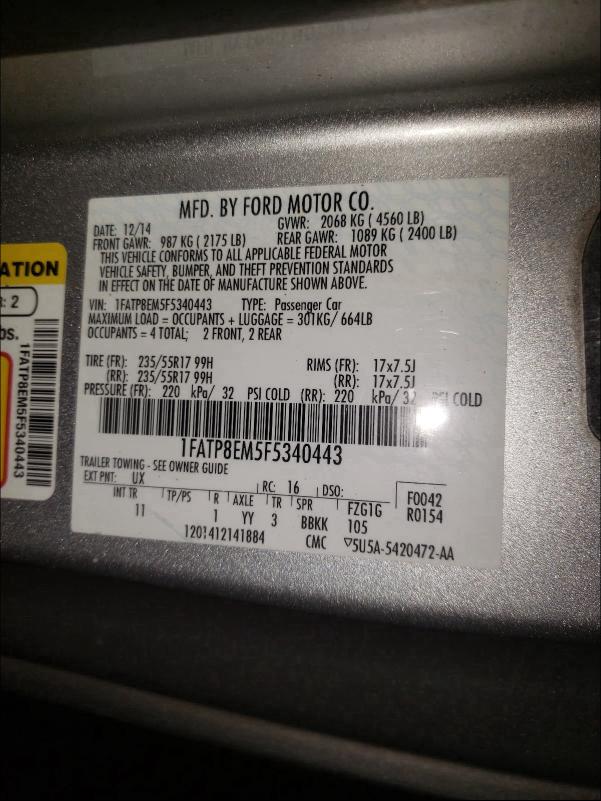 MFD. BY FORD MOTOR CO.
DATE: 12/14 GVWR: 2068 KG ( 4560 LB)
FRONT GAWR: 987 KG ( 2175 LB) REAR GAWR: 1089 KG ( 2400 LB)
THIS VEHICLE CONFORMS TO ALL APPLICABLE FEDERAL MOTOR
VEHICLE SAFETY, BUMPER, AND THEFT PREVENTION STANDARDS
IN EFFECT ON THE DATE OF MANUFACTURE SHOWN ABOVE.
VIN: 1FATP8EM5F5340443 TYPE: Passenger Car
MAXIMUM LOAD = OCCUPANTS + LUGGAGE = 301KG/ 664LB
OCCUPANTS = 4 TOTAL; 2 FRONT, 2 REAR
TIRE (FR): 235/55R17 99H RIMS (FR): 17x7.5J
(RR): 235/55R17 99H (RR): 17x7.5J
PRESSURE (FR): 220 kPa/ 32 PSI COLD (RR): 220 kPa/ 32 PSI COLD
1FATP8EM5F5340443
TRAILER TOWING - SEE OWNER GUIDE
EXT PNT: UX RC: 16 DSO: F0042
INT TR TP/PS R AXLE TR SPR FZG1G R0154
11 1 YY 3 BBKK 105
1201412141884 CMC ▽5U5A-5420472-AA
ATION
: 2
bs.
1FATP8EM5F5340443